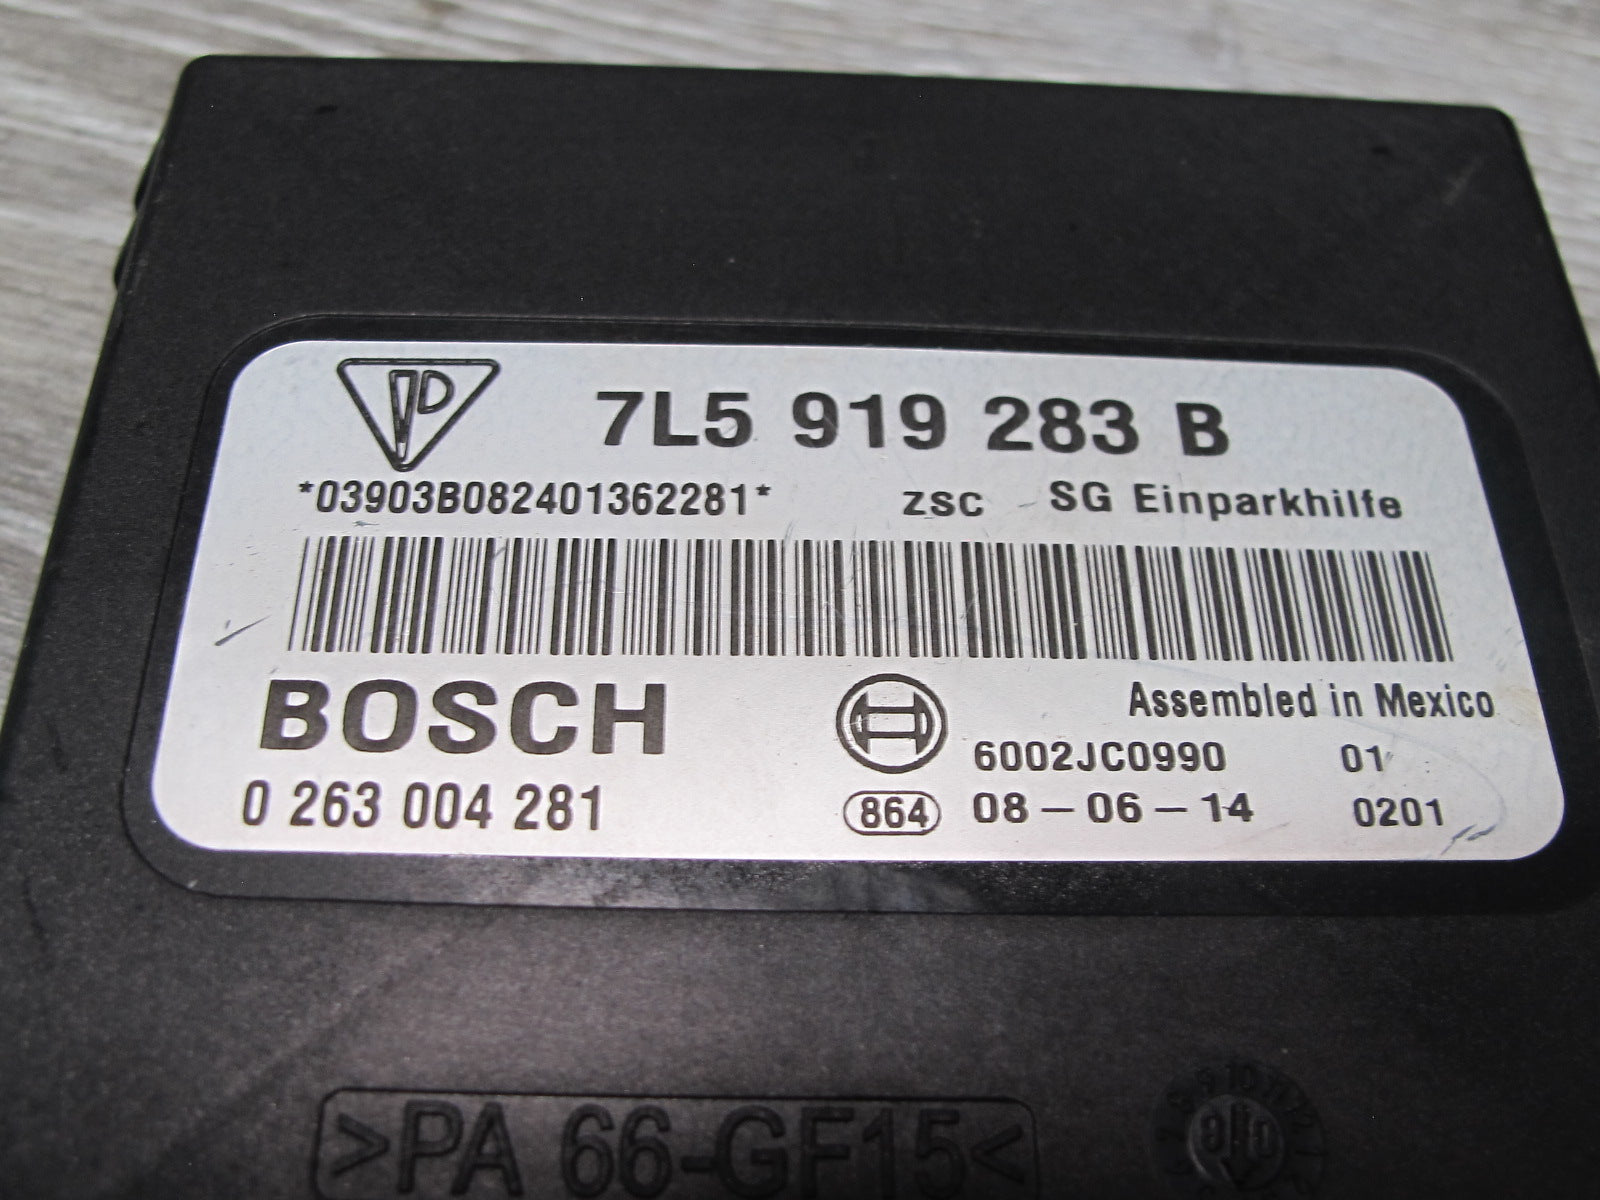 7L5 919 283 B
*03903B082401362281* ZSC SG Einparkhilfe
BOSCH
Assembled in Mexico
6002JC0990 01
0 263 004 281
864 08-06-14 0201
>PA 66-GF15<